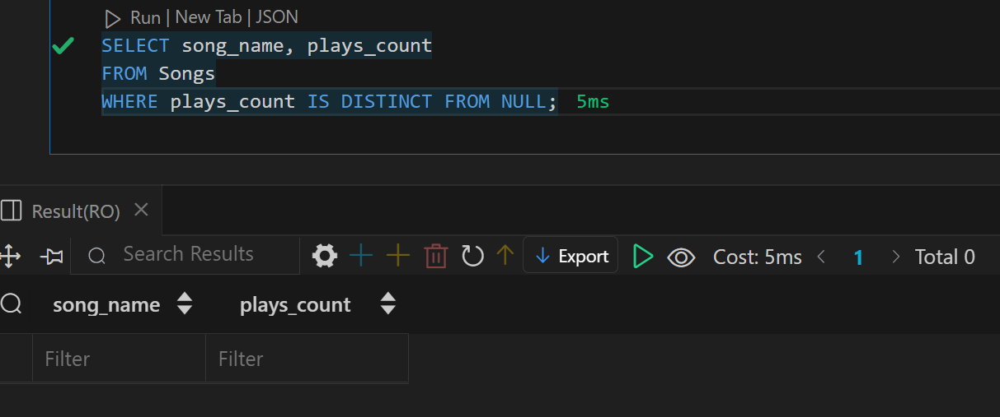 Run | New Tab | JSON
SELECT song_name, plays_count
FROM Songs
WHERE plays_count IS DISTINCT FROM NULL; 5ms
Result(RO)
Search Results Export Cost: 5ms 1 Total 0
song_name plays_count
Filter Filter